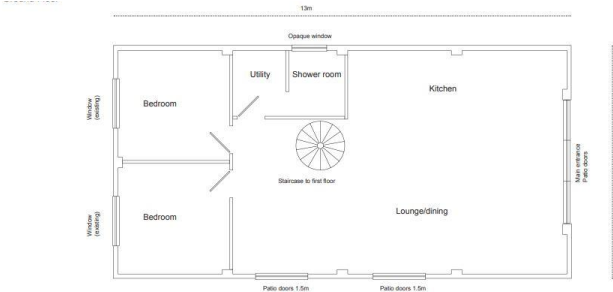 13m
Opaque window
Utility
Shower room
Kitchen
Bedroom
Window
(existing)
Main entrance
Patio doors
Staircase to first floor
Lounge/dining
Bedroom
Window
(existing)
Patio doors 1.5m
Patio doors 1.5m